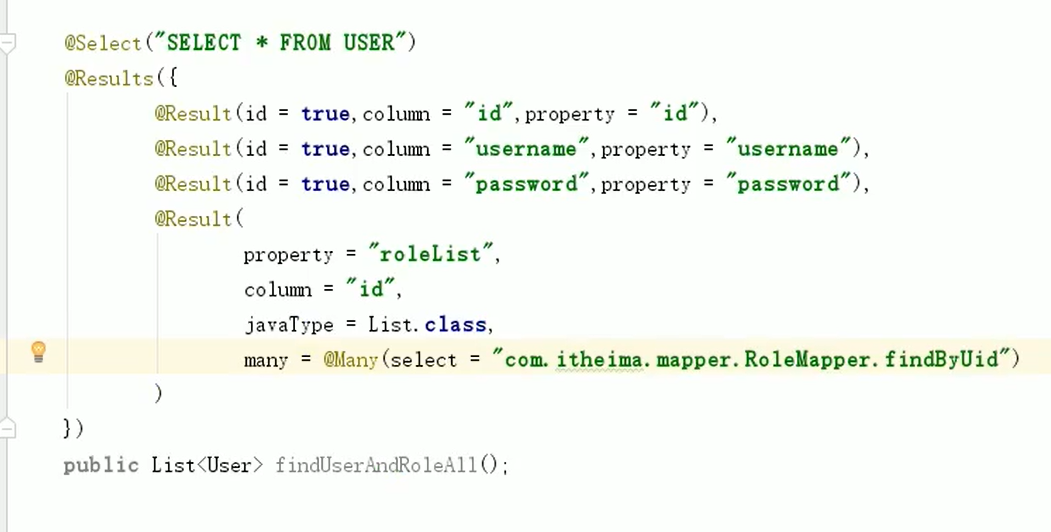 @Select("SELECT * FROM USER")
@Results({
@Result(id = true,column = "id",property = "id"),
@Result(id = true,column = "username",property = "username"),
@Result(id = true,column = "password",property = "password"),
@Result(
property = "roleList",
column = "id",
javaType = List.class,
many = @Many(select = "com.itheima.mapper.RoleMapper.findByUid")
)
})
public List<User> findUserAndRoleAll();